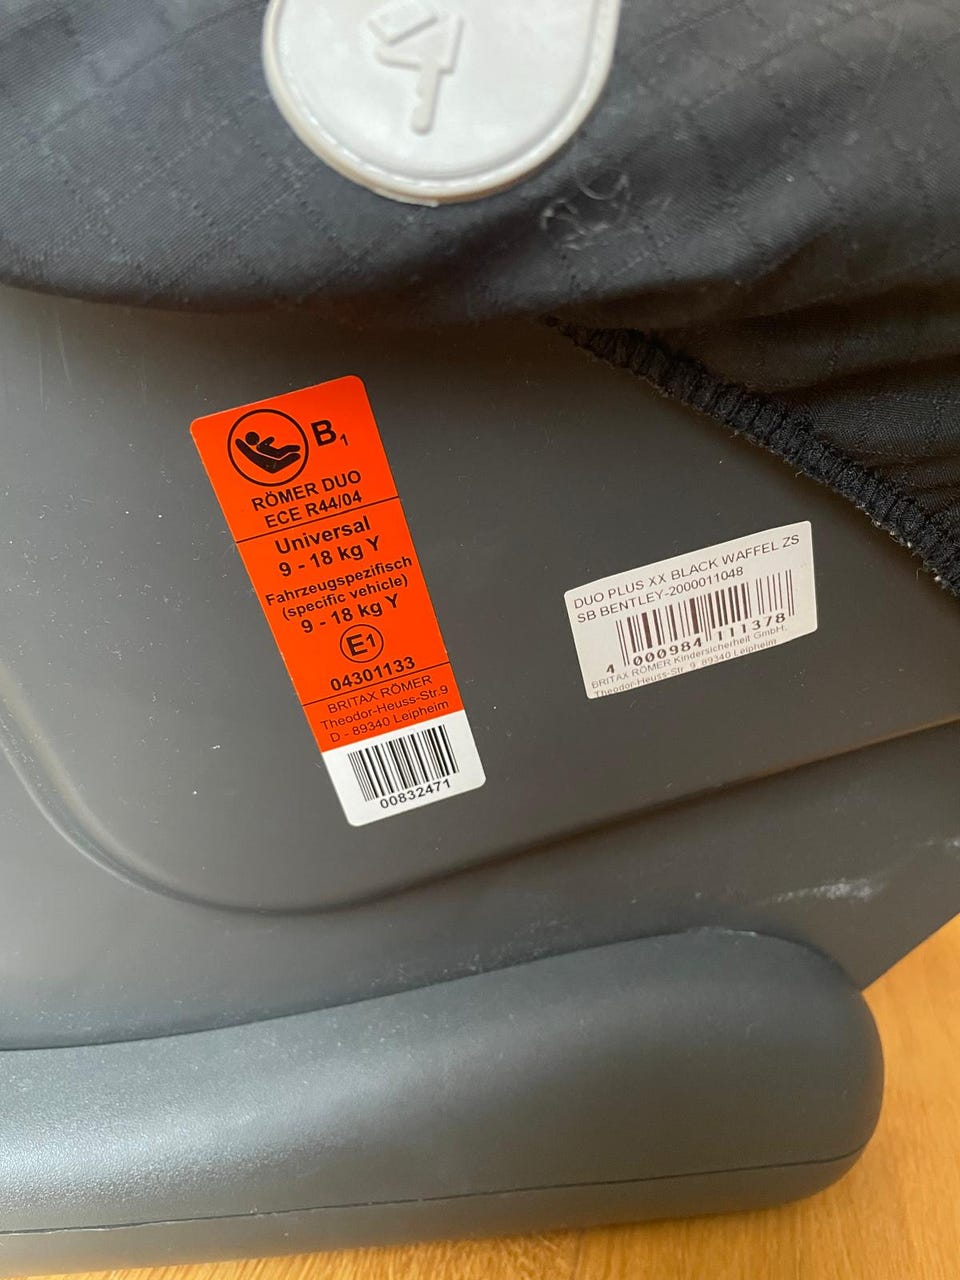 B1
RÖMER DUO
ECE R44/04
Universal
9 - 18 kg Y
Fahrzeugspezifisch
(specific vehicle)
9 - 18 kg Y
E1
04301133
BRITAX RÖMER
Theodor-Heuss-Str.9
D - 89340 Leipheim
00832471
DUO PLUS XX BLACK WAFFEL ZS
SB BENTLEY-2000011048
4 000984 111378
BRITAX RÖMER Kindersicherheit GmbH.
Theodor-Heuss-Str. 9, 89340 Leipheim